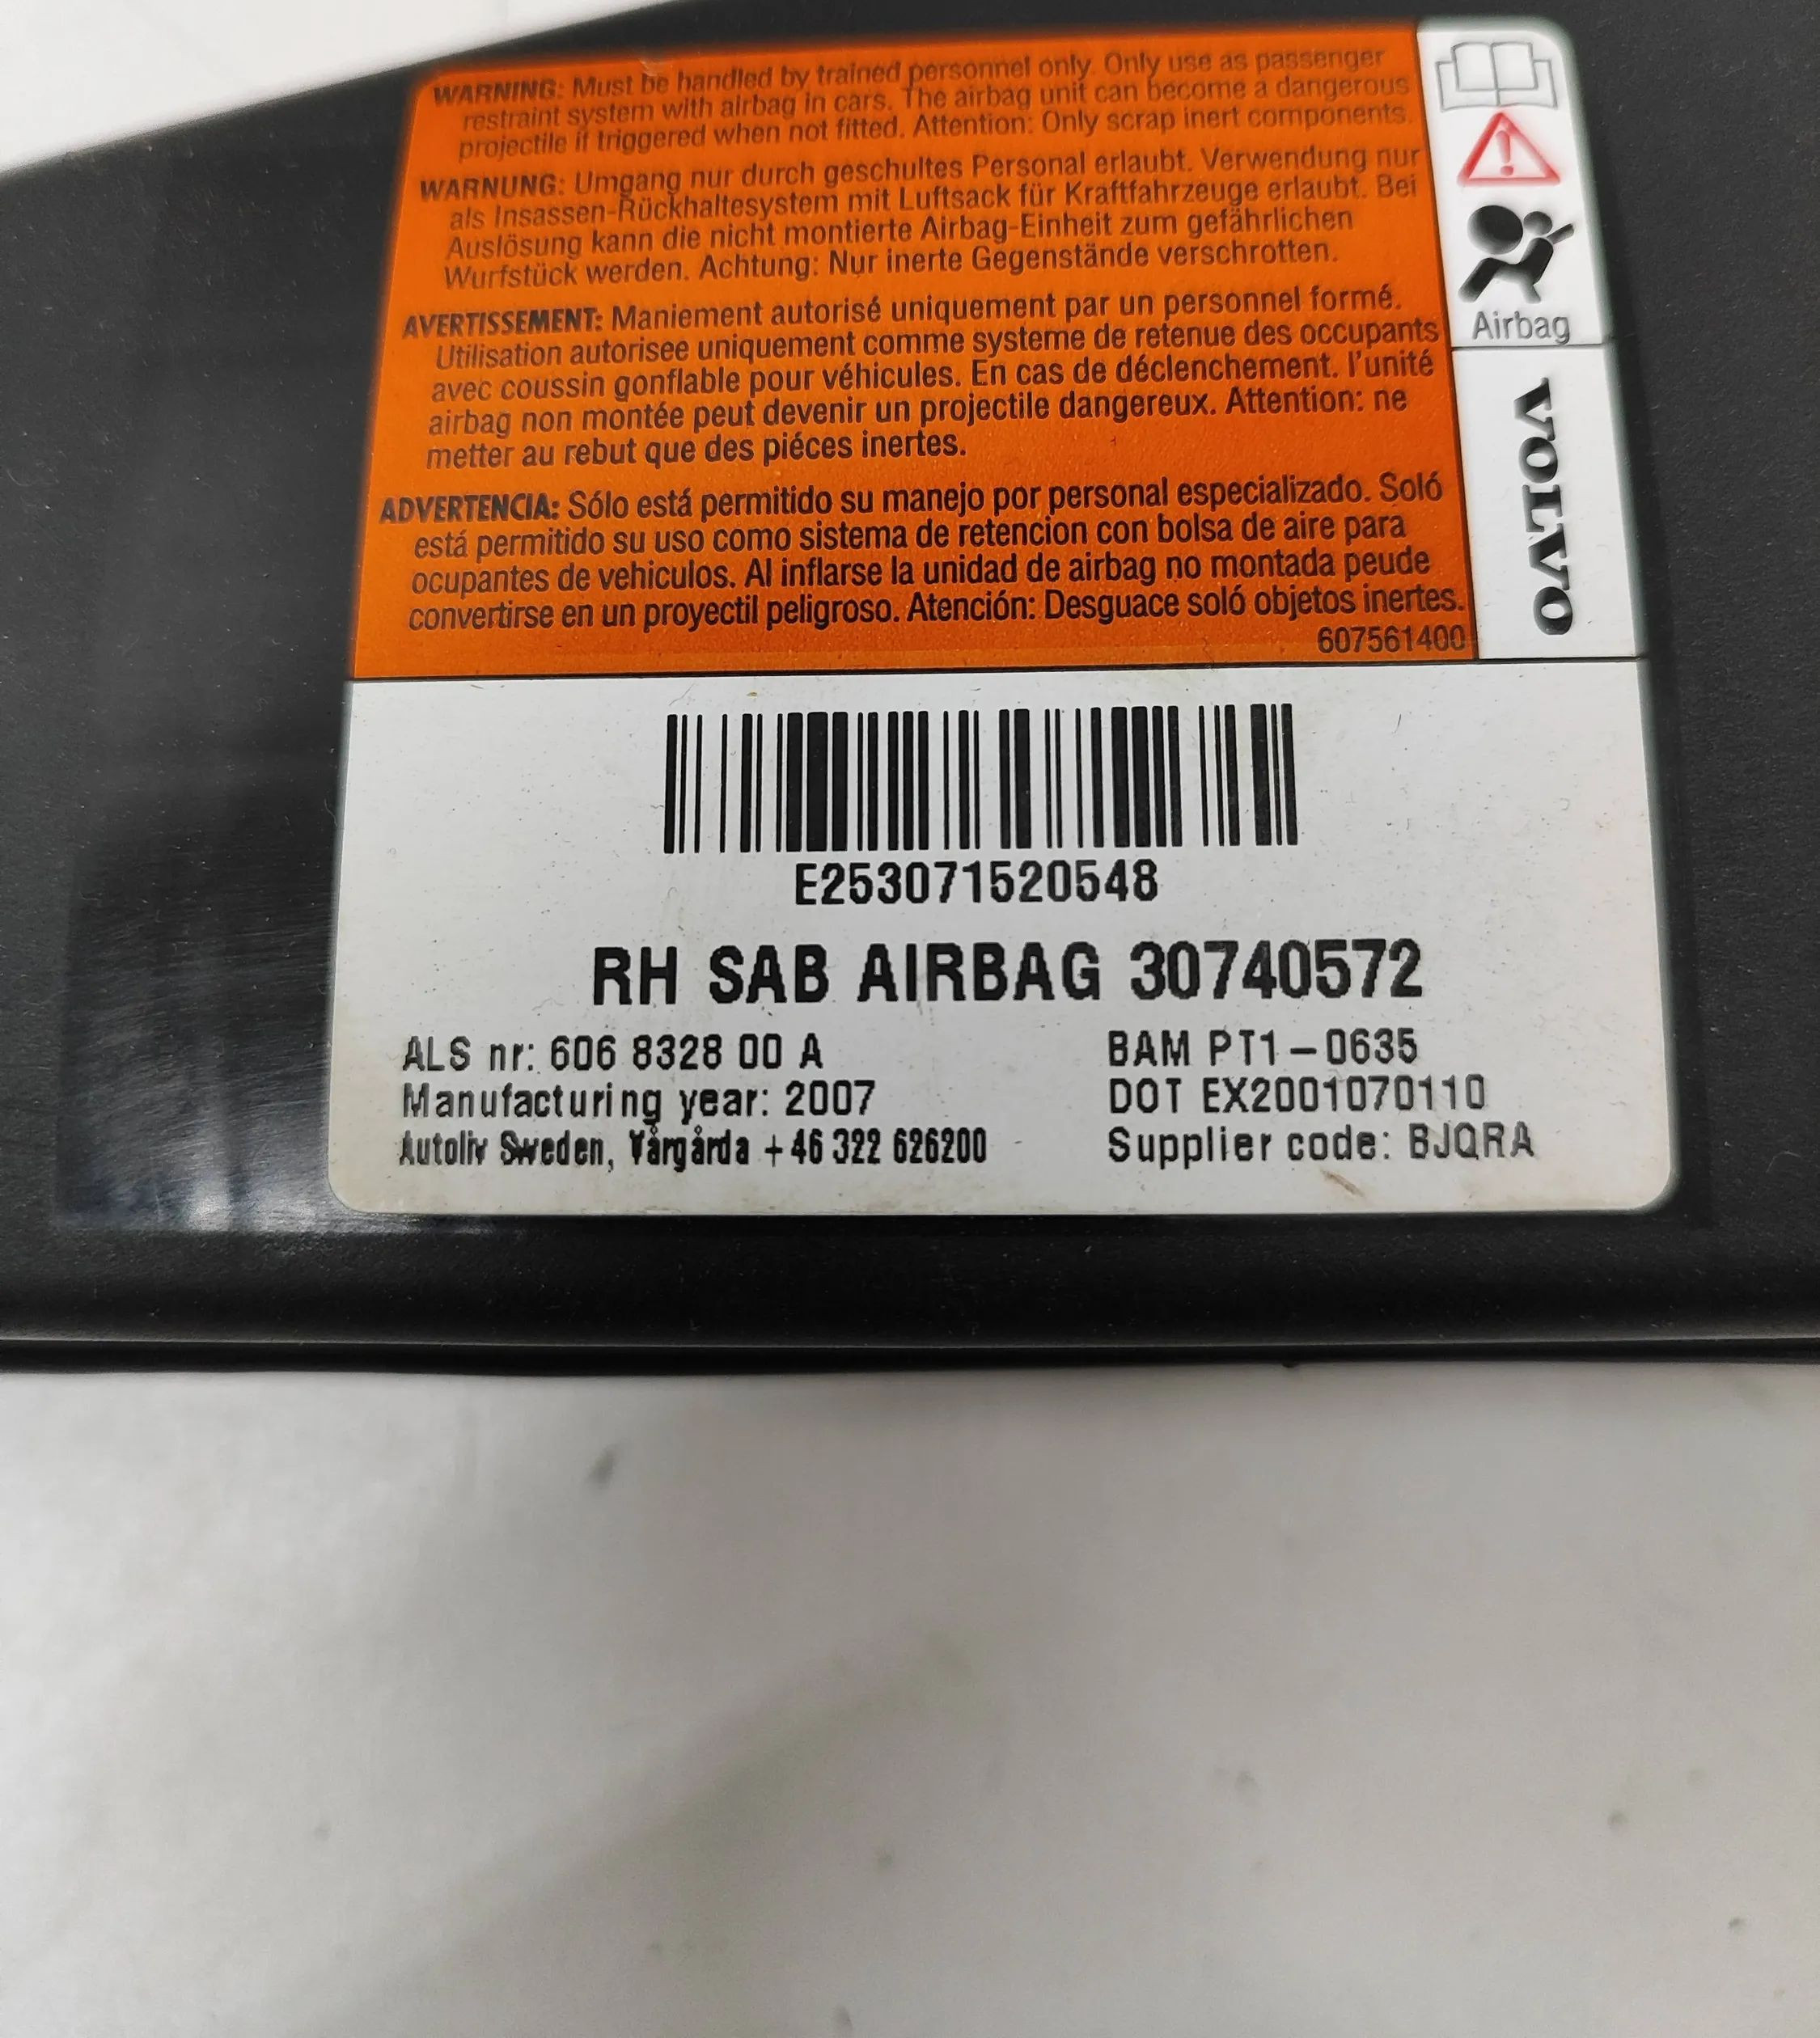 WARNING: Must be handled by trained personnel only. Only use as passenger
restraint system with airbag in cars. The airbag unit can become a dangerous
projectile if triggered when not fitted. Attention: Only scrap inert components.
WARNUNG: Umgang nur durch geschultes Personal erlaubt. Verwendung nur
als Insassen-Rückhaltesystem mit Luftsack für Kraftfahrzeuge erlaubt. Bei
Auslösung kann die nicht montierte Airbag-Einheit zum gefährlichen
Wurfstück werden. Achtung: Nur inerte Gegenstände verschrotten.
AVERTISSEMENT: Maniement autorisé uniquement par un personnel formé.
Utilisation autorisee uniquement comme systeme de retenue des occupants
avec coussin gonflable pour véhicules. En cas de déclenchement. l'unité
airbag non montée peut devenir un projectile dangereux. Attention: ne
metter au rebut que des piéces inertes.
ADVERTENCIA: Sólo está permitido su manejo por personal especializado. Soló
está permitido su uso como sistema de retencion con bolsa de aire para
ocupantes de vehiculos. Al inflarse la unidad de airbag no montada peude
convertirse en un proyectil peligroso. Atención: Desguace soló objetos inertes.
607561400
Airbag
VOLVO
E253071520548
RH SAB AIRBAG 30740572
ALS nr: 606 8328 00 A
Manufacturing year: 2007
Autoliv Sweden, Vårgårda +46 322 626200
BAM PT1-0635
DOT EX2001070110
Supplier code: BJQRA